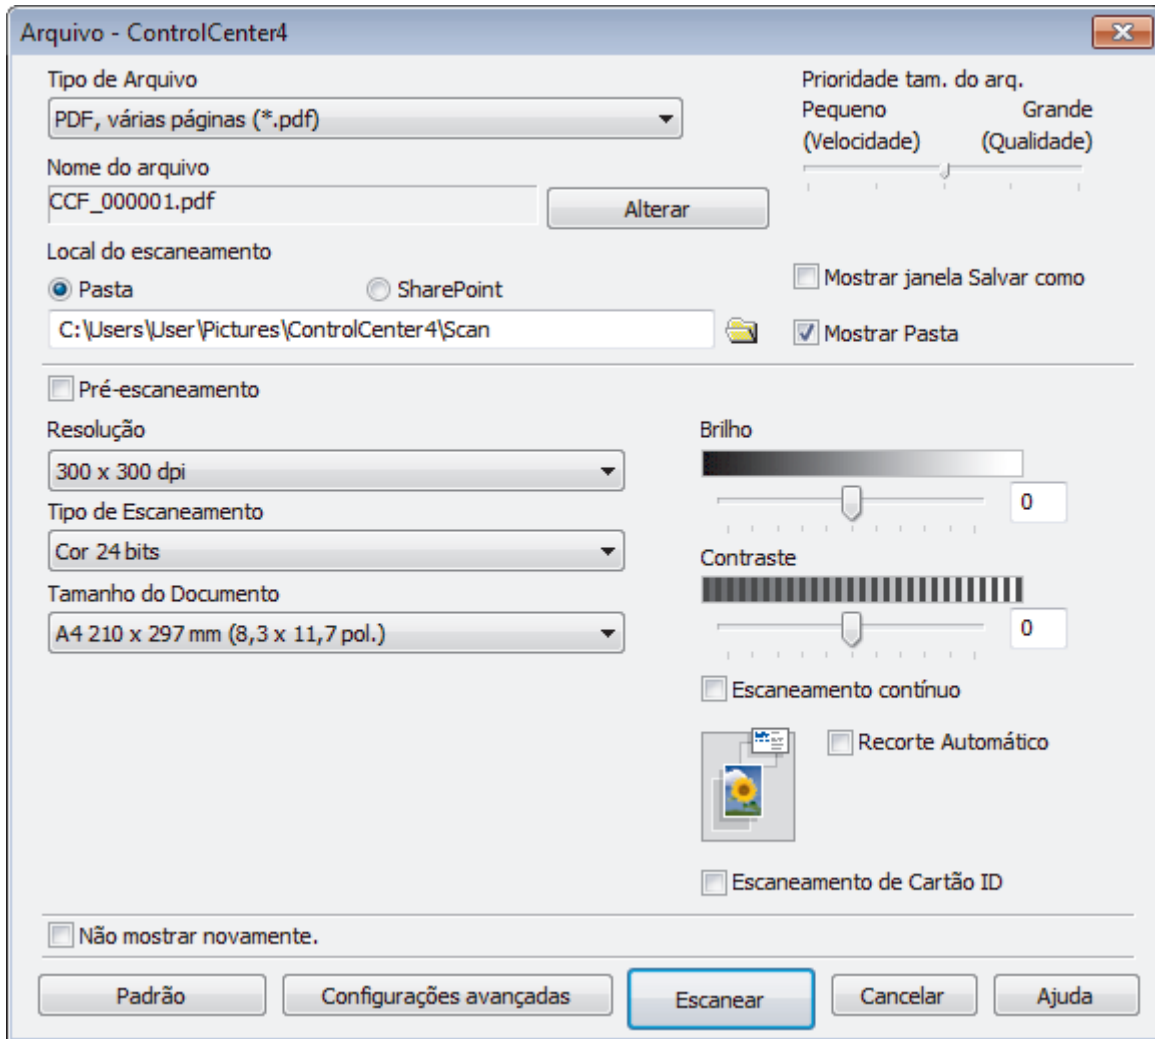 Arquivo - ControlCenter4
Tipo de Arquivo
PDF, várias páginas (*.pdf)
Prioridade tam. do arq.
Pequeno Grande
(Velocidade) (Qualidade)
Nome do arquivo
CCF_000001.pdf
Alterar
Local do escaneamento
Pasta SharePoint
C:\Users\User\Pictures\ControlCenter4\Scan
Mostrar janela Salvar como
Mostrar Pasta
Pré-escaneamento
Resolução
300 x 300 dpi
Tipo de Escaneamento
Cor 24 bits
Tamanho do Documento
A4 210 x 297 mm (8,3 x 11,7 pol.)
Brilho
0
Contraste
0
Escaneamento contínuo
Recorte Automático
Escaneamento de Cartão ID
Não mostrar novamente.
Padrão Configurações avançadas Escanear Cancelar Ajuda